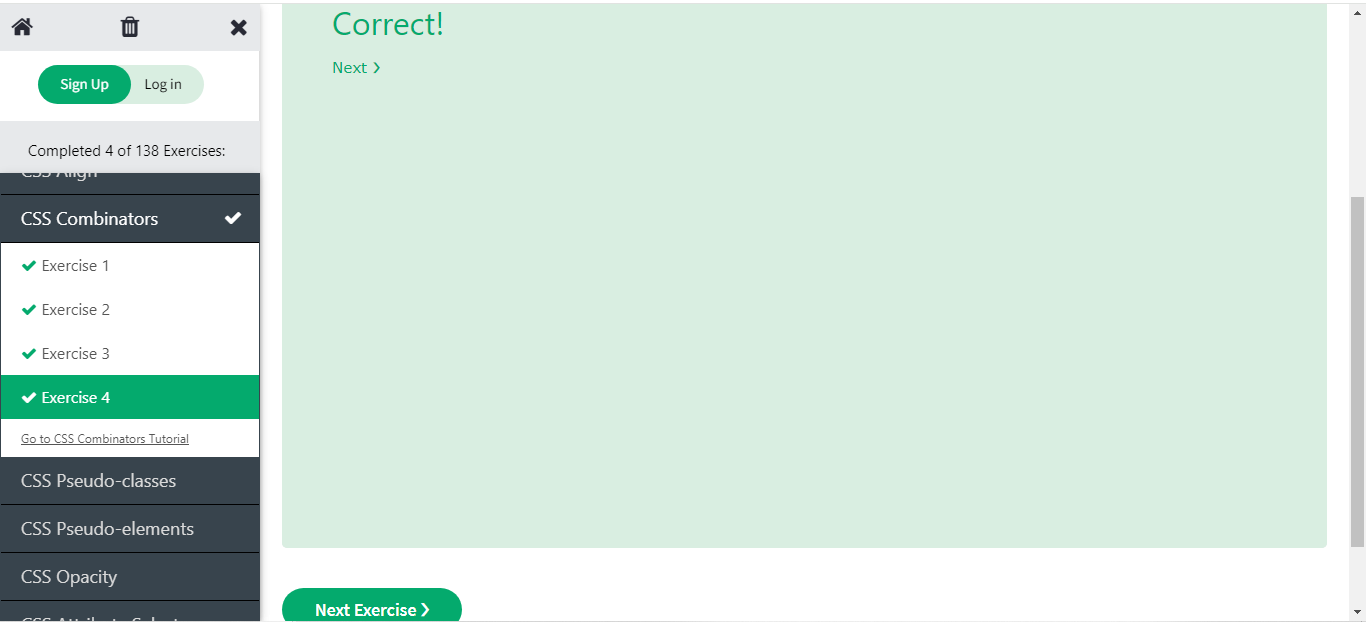 Sign Up
Log in
Completed 4 of 138 Exercises:
CSS Align
CSS Combinators
Exercise 1
Exercise 2
Exercise 3
Exercise 4
Go to CSS Combinators Tutorial
CSS Pseudo-classes
CSS Pseudo-elements
CSS Opacity
Correct!
Next ❯
Next Exercise ❯